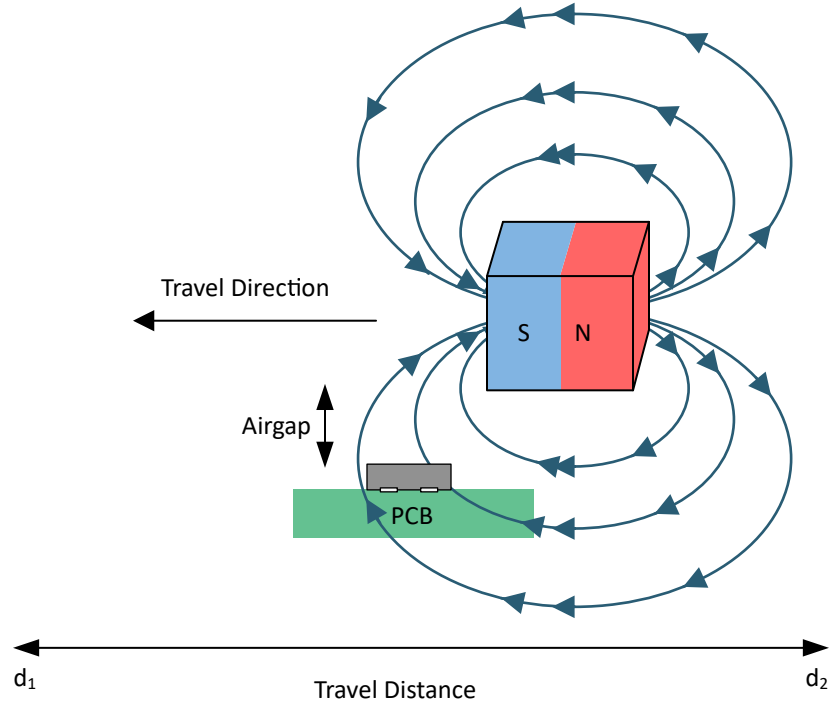 Travel Direction
S N
Airgap
PCB
d₁ d₂
Travel Distance